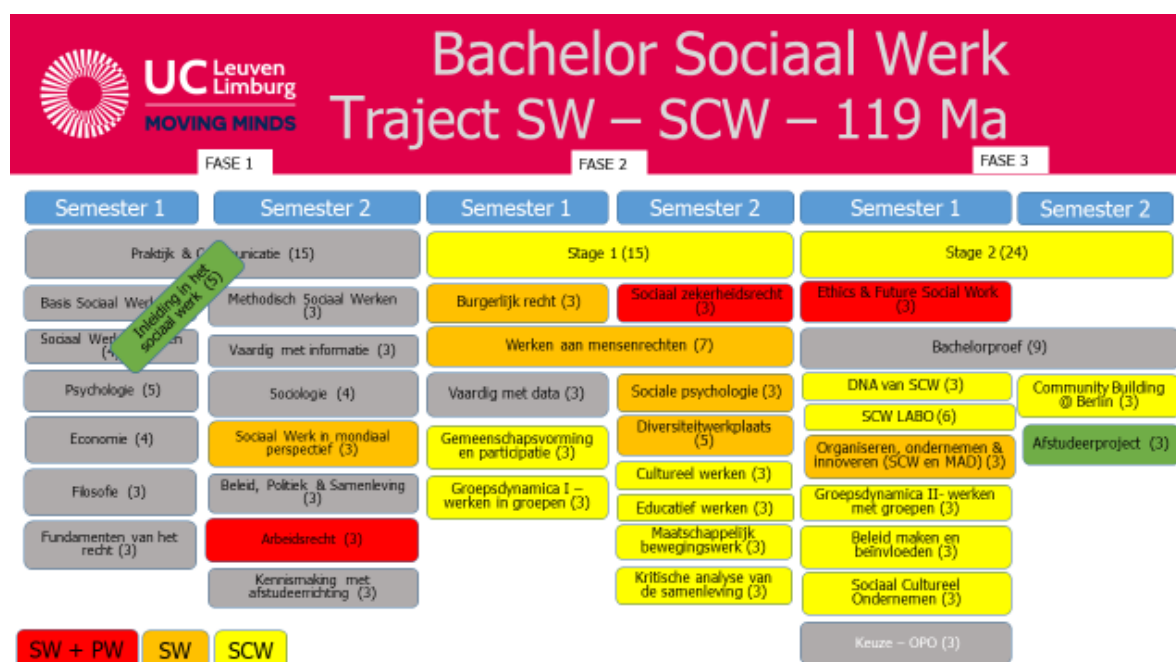 UC Leuven
Limburg
MOVING MINDS
Bachelor Sociaal Werk
Traject SW – SCW – 119 Ma
FASE 1
FASE 2
FASE 3
Semester 1
Semester 2
Semester 1
Semester 2
Semester 1
Semester 2
Praktijk & C unicatie (15)
Stage 1 (15)
Stage 2 (24)
Inleiding in het
sociaal werk (5)
Basis Sociaal Wer
Methodisch Sociaal Werken
(3)
Burgerlijk recht (3)
Sociaal zekerheidsrecht
(3)
Ethics & Future Social Work
(3)
Sociaal Wer en
(4
Vaardig met informatie (3)
Werken aan mensenrechten (7)
Bachelorproef (9)
Psychologie (5)
Sociologie (4)
Vaardig met data (3)
Sociale psychologie (3)
DNA van SCW (3)
SCW LABO (6)
Community Building
@ Berlin (3)
Economie (4)
Sociaal Werk in mondiaal
perspectief (3)
Gemeenschapsvorming
en participatie (3)
Diversiteitwerkplaats
(5)
Organiseren, ondernemen &
innoveren (SCW en MAD) (3)
Afstudeerproject (3)
Filosofie (3)
Beleid, Politiek & Samenleving
(3)
Groepsdynamica I –
werken in groepen (3)
Cultureel werken (3)
Educatief werken (3)
Groepsdynamica II- werken
met groepen (3)
Fundamenten van het
recht (3)
Arbeidsrecht (3)
Maatschappelijk
bewegingswerk (3)
Beleid maken en
beïnvloeden (3)
Kennismaking met
afstudeerrichting (3)
Kritische analyse van
de samenleving (3)
Sociaal Cultureel
Ondernemen (3)
Keuze – OPO (3)
SW + PW
SW
SCW